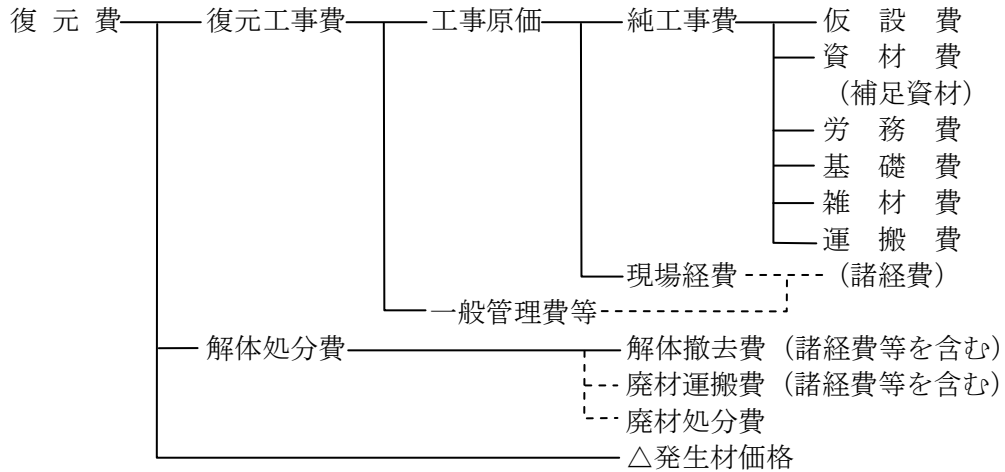 復元費 復元工事費 工事原価 純工事費 仮設費
資材費
（補足資材）
労務費
基礎費
雑材費
運搬費
現場経費 （諸経費）
一般管理費等
解体処分費 解体撤去費（諸経費等を含む）
廃材運搬費（諸経費等を含む）
廃材処分費
△発生材価格